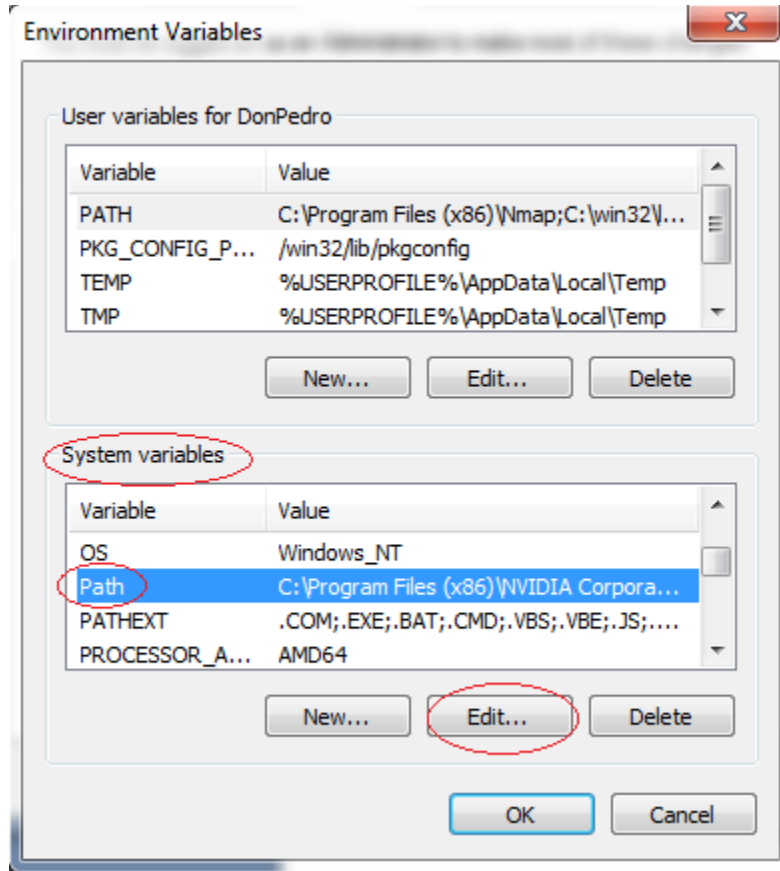 Environment Variables
User variables for DonPedro
Variable Value
PATH C:\Program Files (x86)\Nmap;C:\win32\l...
PKG_CONFIG_P... /win32/lib/pkgconfig
TEMP %USERPROFILE%\AppData\Local\Temp
TMP %USERPROFILE%\AppData\Local\Temp
New... Edit... Delete
System variables
Variable Value
OS Windows_NT
Path C:\Program Files (x86)\NVIDIA Corpora...
PATHEXT .COM;.EXE;.BAT;.CMD;.VBS;.VBE;.JS;....
PROCESSOR_A... AMD64
New... Edit... Delete
OK Cancel